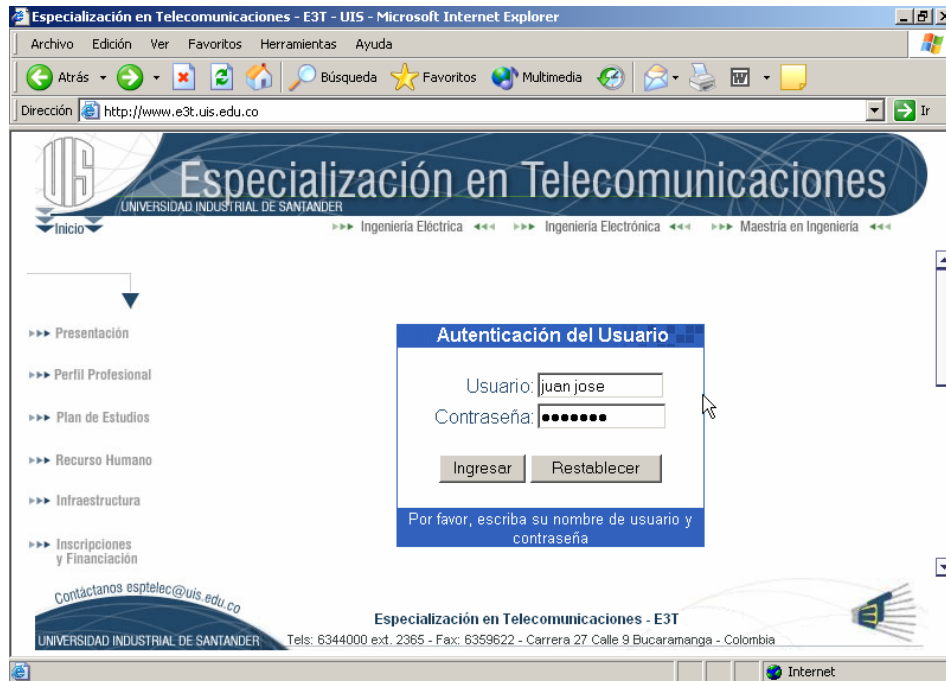 Especialización en Telecomunicaciones - E3T - UIS - Microsoft Internet Explorer
Archivo Edición Ver Favoritos Herramientas Ayuda
Atrás Búsqueda Favoritos Multimedia
Dirección http://www.e3t.uis.edu.co Ir
UIS
Especialización en Telecomunicaciones
UNIVERSIDAD INDUSTRIAL DE SANTANDER
Inicio
Ingeniería Eléctrica Ingeniería Electrónica Maestría en Ingeniería
Presentación
Perfil Profesional
Plan de Estudios
Recurso Humano
Infraestructura
Inscripciones
y Financiación
Autenticación del Usuario
Usuario: juan jose
Contraseña: •••••••
Ingresar Restablecer
Por favor, escriba su nombre de usuario y
contraseña
Contáctanos esptelec@uis.edu.co
UNIVERSIDAD INDUSTRIAL DE SANTANDER
Especialización en Telecomunicaciones - E3T
Tels: 6344000 ext. 2365 - Fax: 6359622 - Carrera 27 Calle 9 Bucaramanga - Colombia
Internet